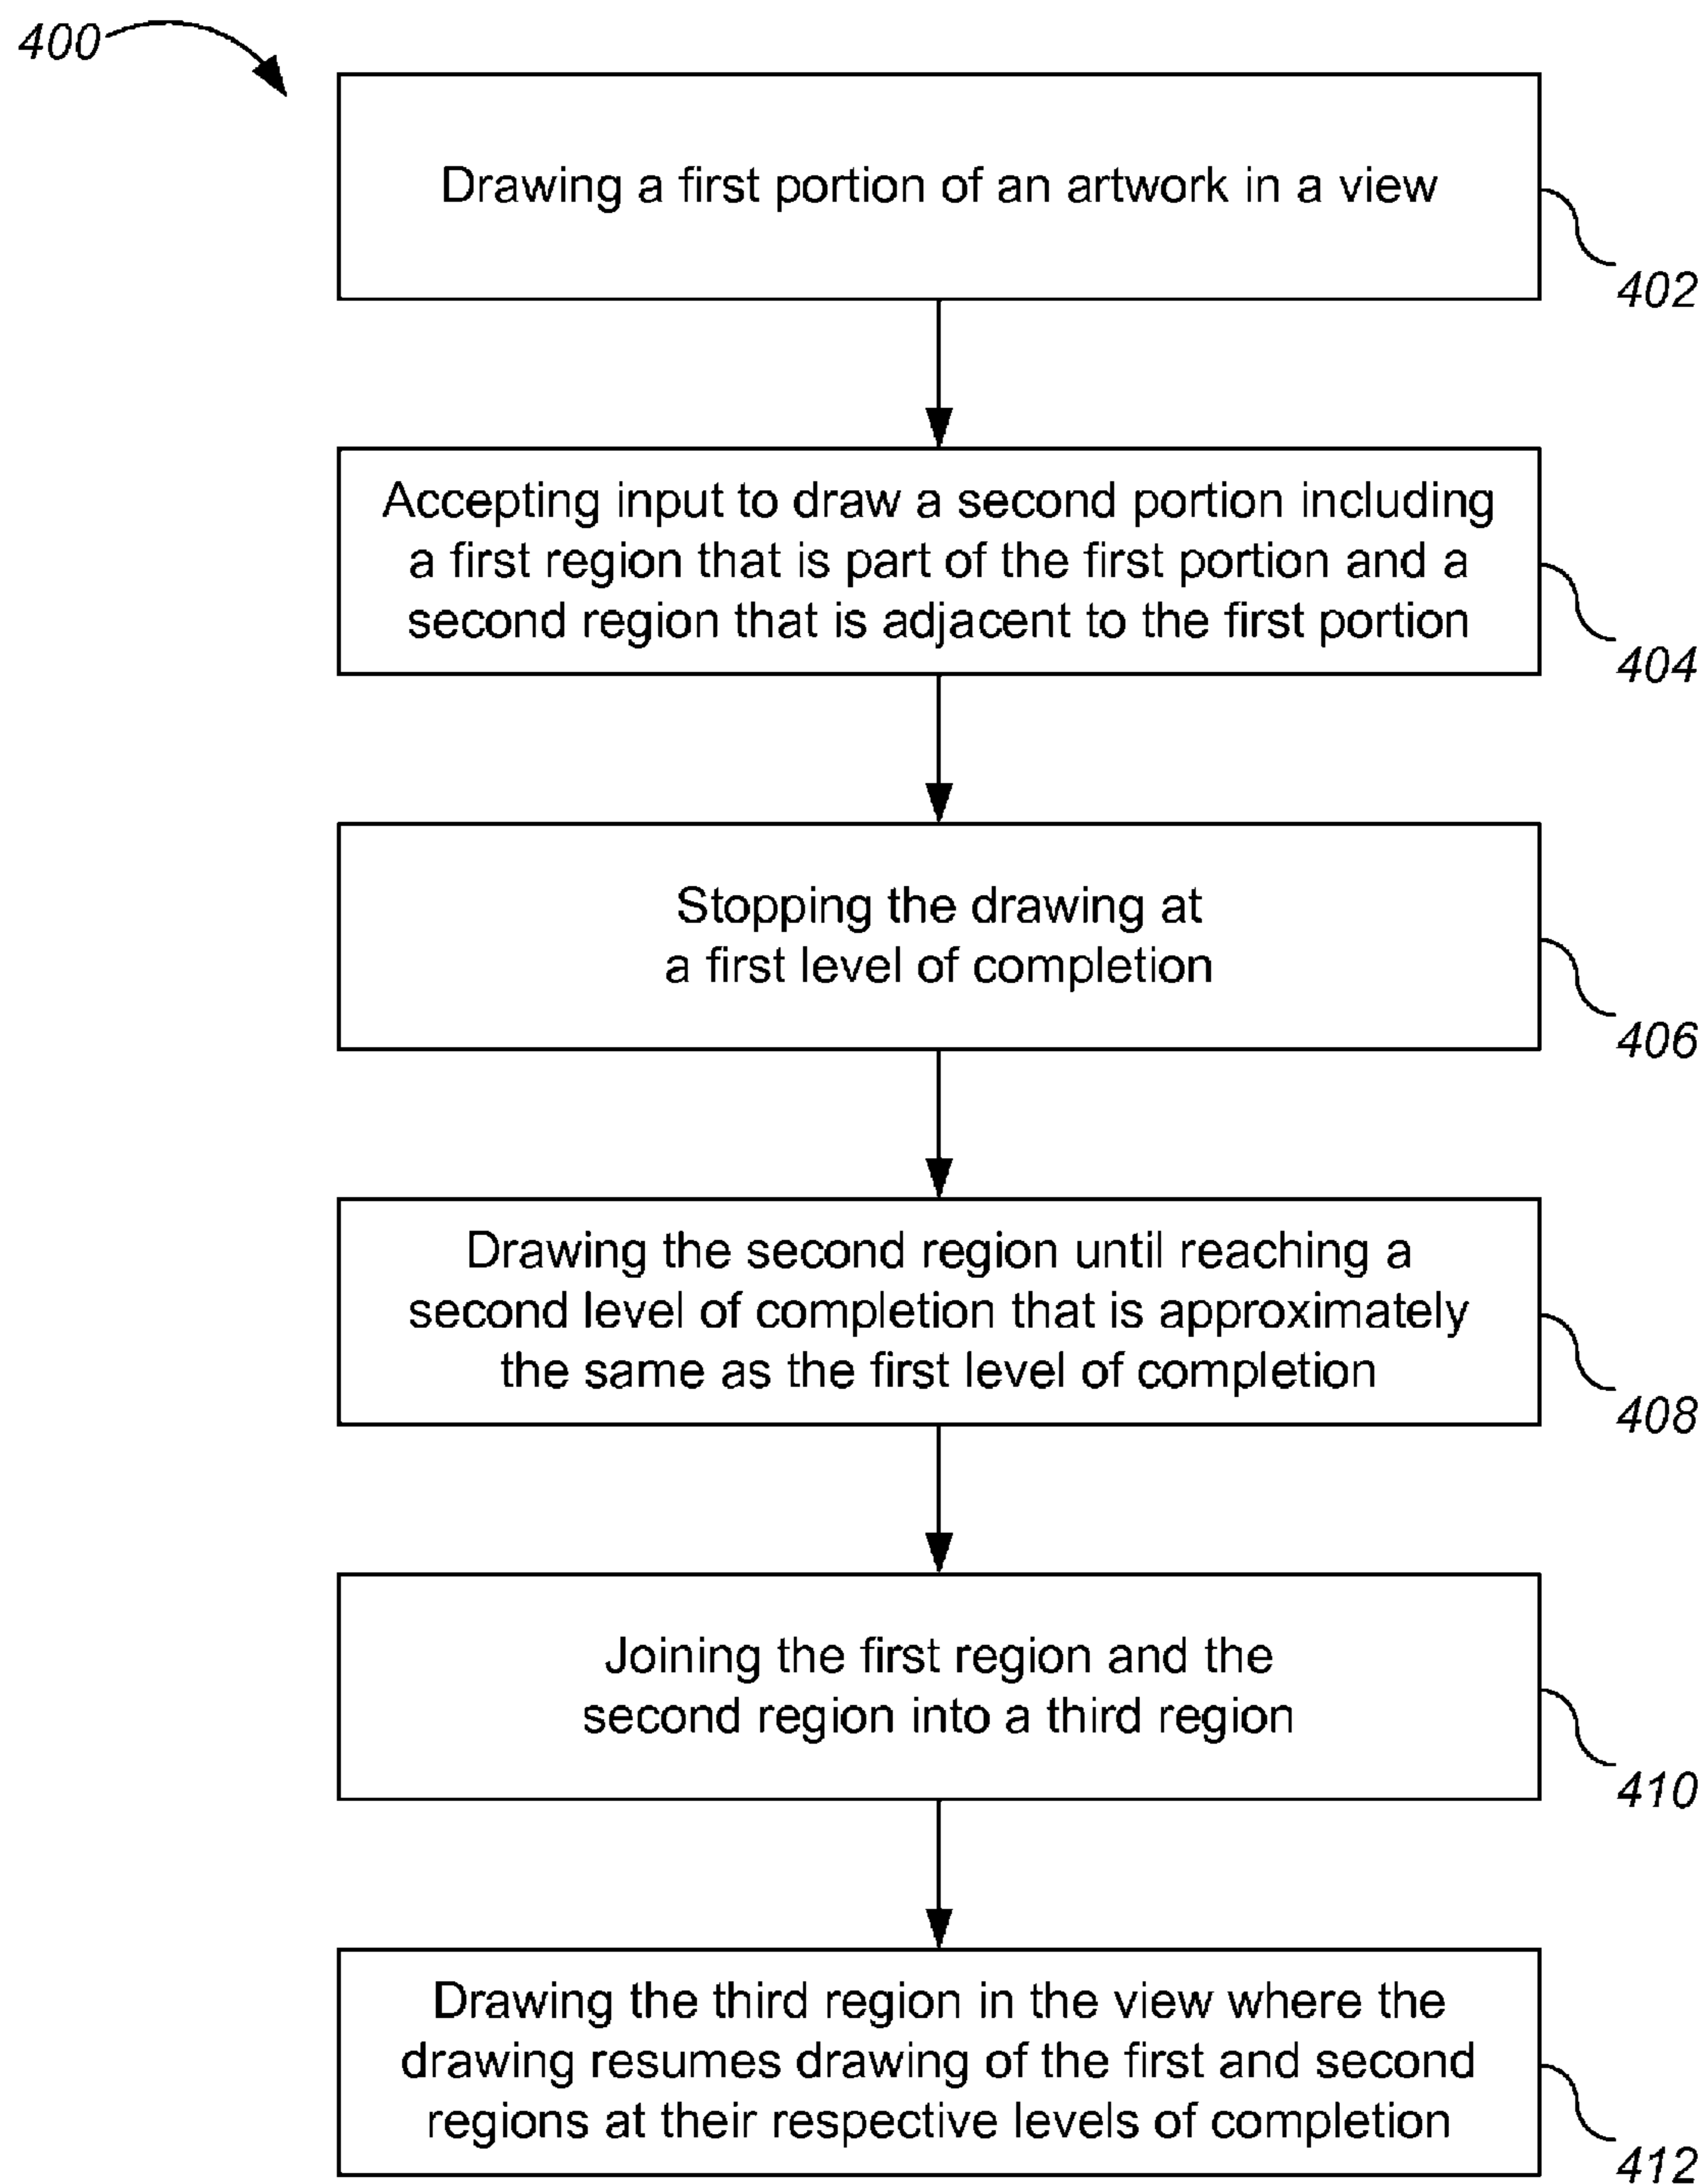 400
Drawing a first portion of an artwork in a view
402
Accepting input to draw a second portion including
a first region that is part of the first portion and a
second region that is adjacent to the first portion
404
Stopping the drawing at
a first level of completion
406
Drawing the second region until reaching a
second level of completion that is approximately
the same as the first level of completion
408
Joining the first region and the
second region into a third region
410
Drawing the third region in the view where the
drawing resumes drawing of the first and second
regions at their respective levels of completion
412